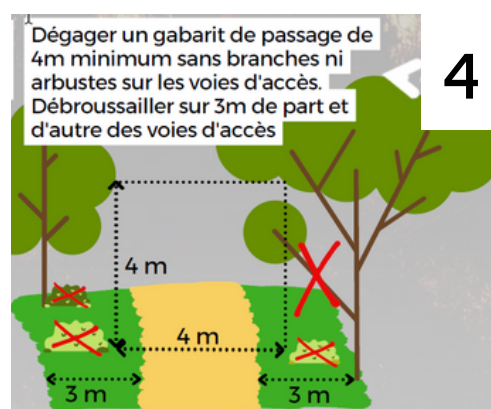 Dégager un gabarit de passage de
4m minimum sans branches ni
arbustes sur les voies d'accès.
Débroussailler sur 3m de part et
d'autre des voies d'accès
4
4 m
4 m
3 m
3 m